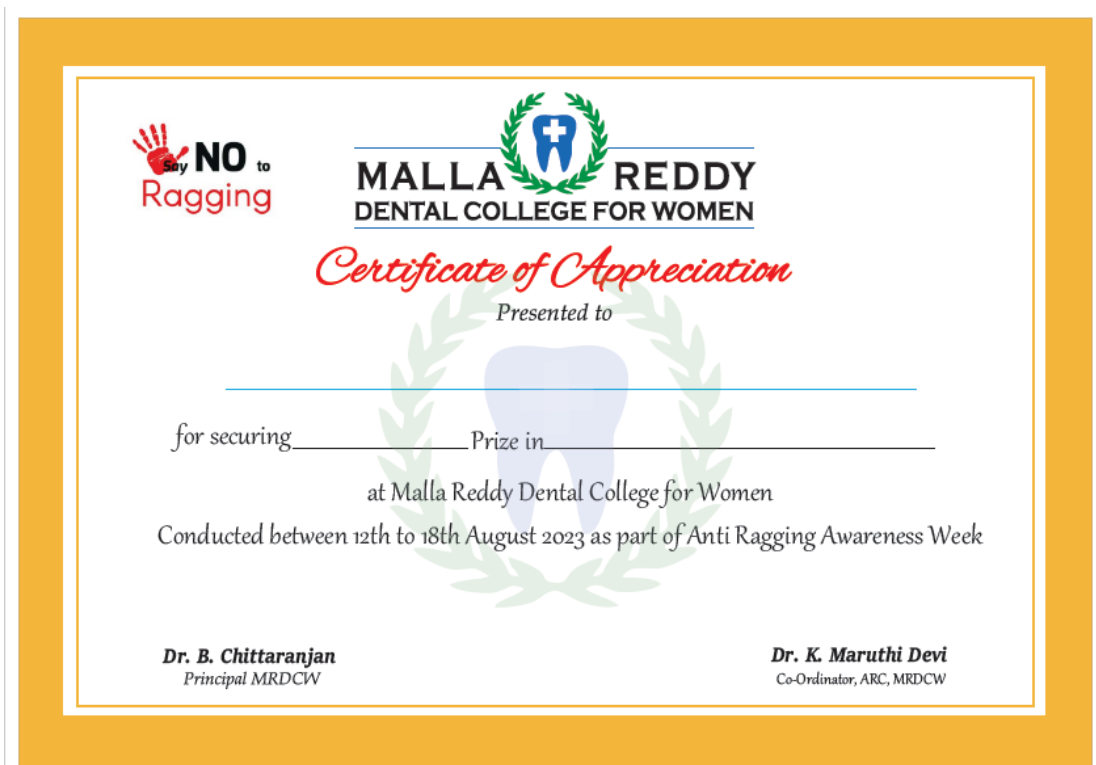 Say NO to
Ragging
MALLA REDDY
DENTAL COLLEGE FOR WOMEN
Certificate of Appreciation
Presented to
for securing Prize in
at Malla Reddy Dental College for Women
Conducted between 12th to 18th August 2023 as part of Anti Ragging Awareness Week
Dr. B. Chittaranjan
Principal MRDCW
Dr. K. Maruthi Devi
Co-Ordinator, ARC, MRDCW